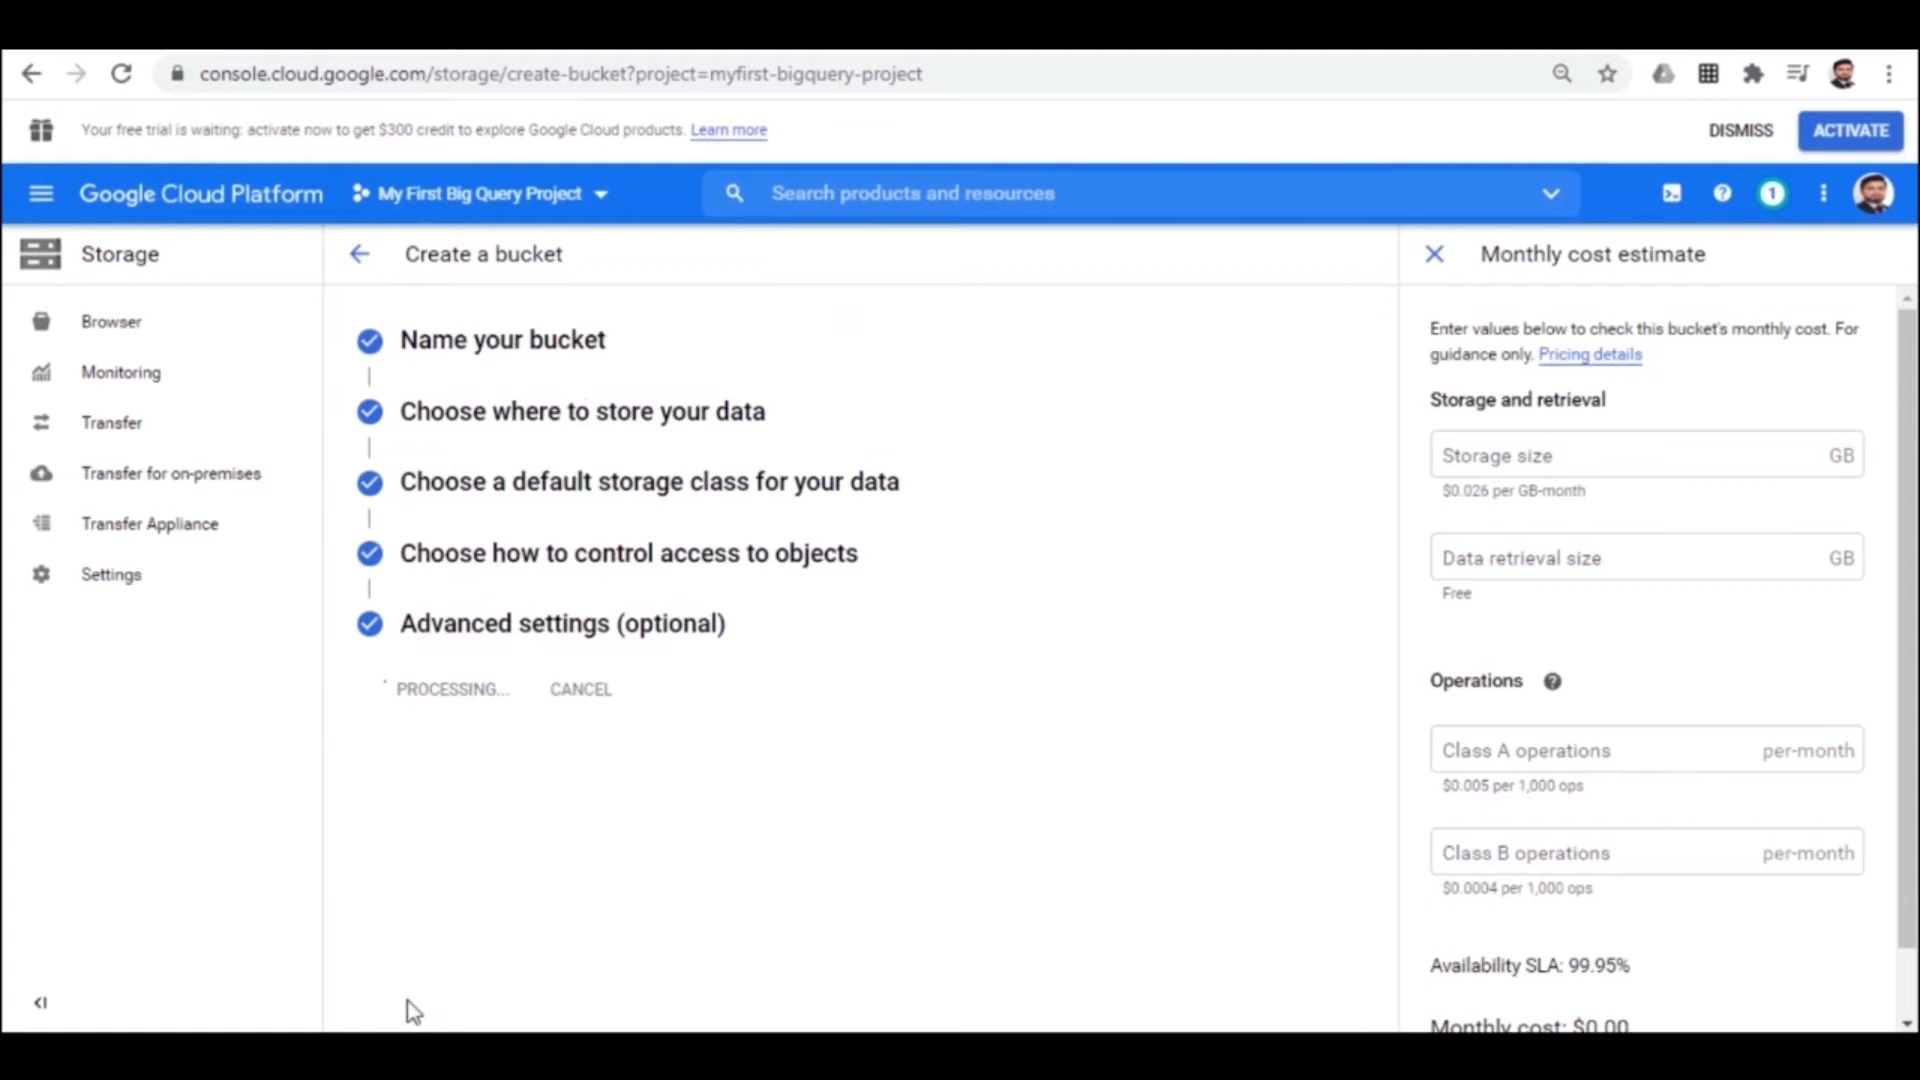 console.cloud.google.com/storage/create-bucket?project=myfirst-bigquery-project
Your free trial is waiting: activate now to get $300 credit to explore Google Cloud products. Learn more
DISMISS
ACTIVATE
Google Cloud Platform
My First Big Query Project
Search products and resources
1
Storage
Create a bucket
Monthly cost estimate
Browser
Monitoring
Transfer
Transfer for on-premises
Transfer Appliance
Settings
Name your bucket
Choose where to store your data
Choose a default storage class for your data
Choose how to control access to objects
Advanced settings (optional)
PROCESSING...
CANCEL
Enter values below to check this bucket's monthly cost. For
guidance only. Pricing details
Storage and retrieval
Storage size GB
$0.026 per GB-month
Data retrieval size GB
Free
Operations
Class A operations per-month
$0.005 per 1,000 ops
Class B operations per-month
$0.0004 per 1,000 ops
Availability SLA: 99.95%
Monthly cost: $0.00